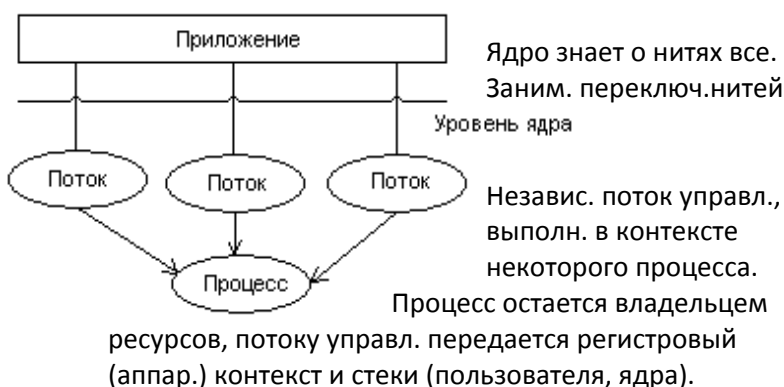 Приложение
Ядро знает о нитях все.
Заним. переключ.нитей
Уровень ядра
Поток
Поток
Поток
Независ. поток управл.,
выполн. в контексте
некоторого процесса.
Процесс
Процесс остается владельцем
ресурсов, потоку управл. передается регистровый
(аппар.) контекст и стеки (пользователя, ядра).